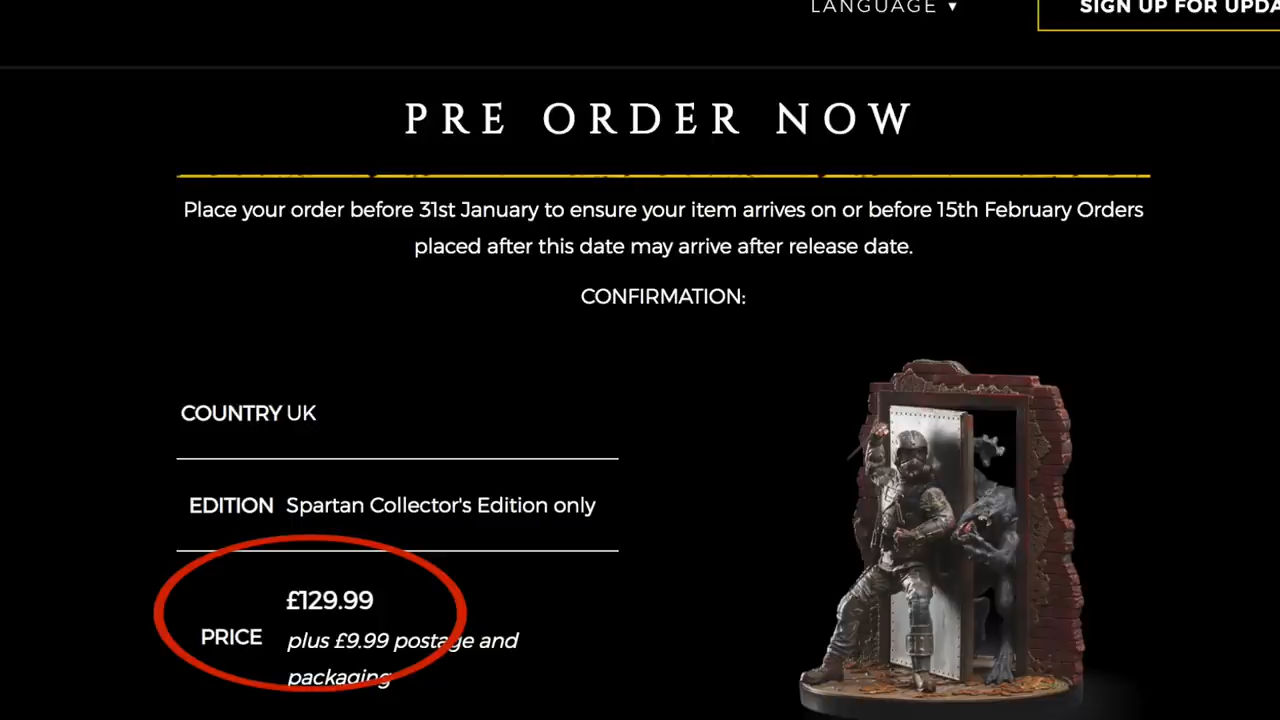 LANGUAGE ▼
SIGN UP FOR UPDA
PRE ORDER NOW
Place your order before 31st January to ensure your item arrives on or before 15th February Orders
placed after this date may arrive after release date.
CONFIRMATION:
COUNTRY UK
EDITION Spartan Collector's Edition only
£129.99
PRICE plus £9.99 postage and
packaging